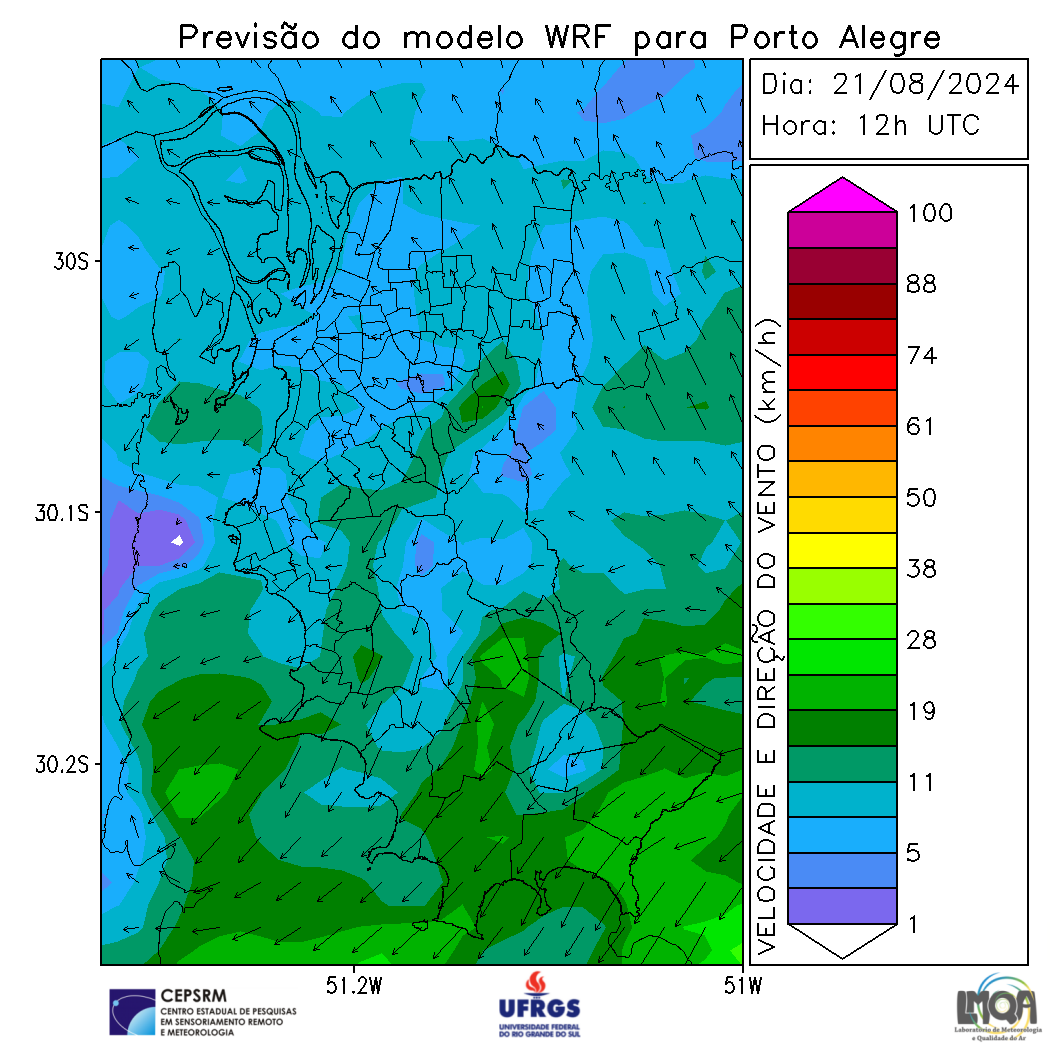 Previsão do modelo WRF para Porto Alegre
Dia: 21/08/2024
Hora: 12h UTC
30S
30.1S
30.2S
51.2W
51W
VELOCIDADE E DIREÇÃO DO VENTO (km/h)
100
88
74
61
50
38
28
19
11
5
1
CEPSRM
CENTRO ESTADUAL DE PESQUISAS
EM SENSORIAMENTO REMOTO
E METEOROLOGIA
UFRGS
UNIVERSIDADE FEDERAL
DO RIO GRANDE DO SUL
LMQA
Laboratório de Meteorologia
e Qualidade do Ar